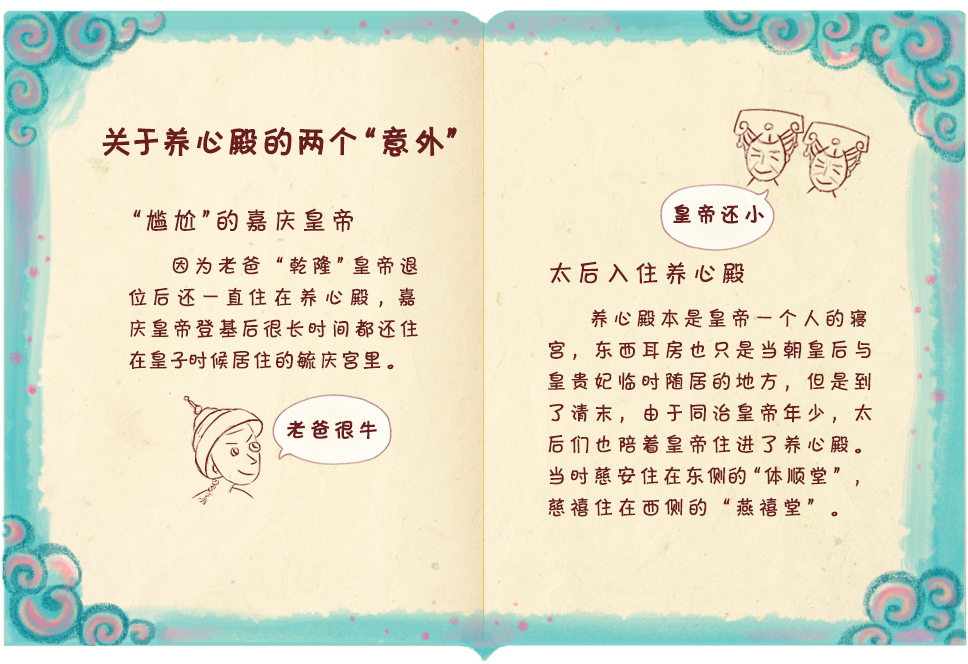 关于养心殿的两个“意外”
“尴尬”的嘉庆皇帝
因为老爸“乾隆”皇帝退
位后还一直住在养心殿，嘉
庆皇帝登基后很长时间都还住
在皇子时候居住的毓庆宫里。
老爸很牛
皇帝还小
太后入住养心殿
养心殿本是皇帝一个人的寝
宫，东西耳房也只是当朝皇后与
皇贵妃临时随居的地方，但是到
了清末，由于同治皇帝年少，太
后们也陪着皇帝住进了养心殿。
当时慈安住在东侧的“体顺堂”，
慈禧住在西侧的“燕禧堂”。